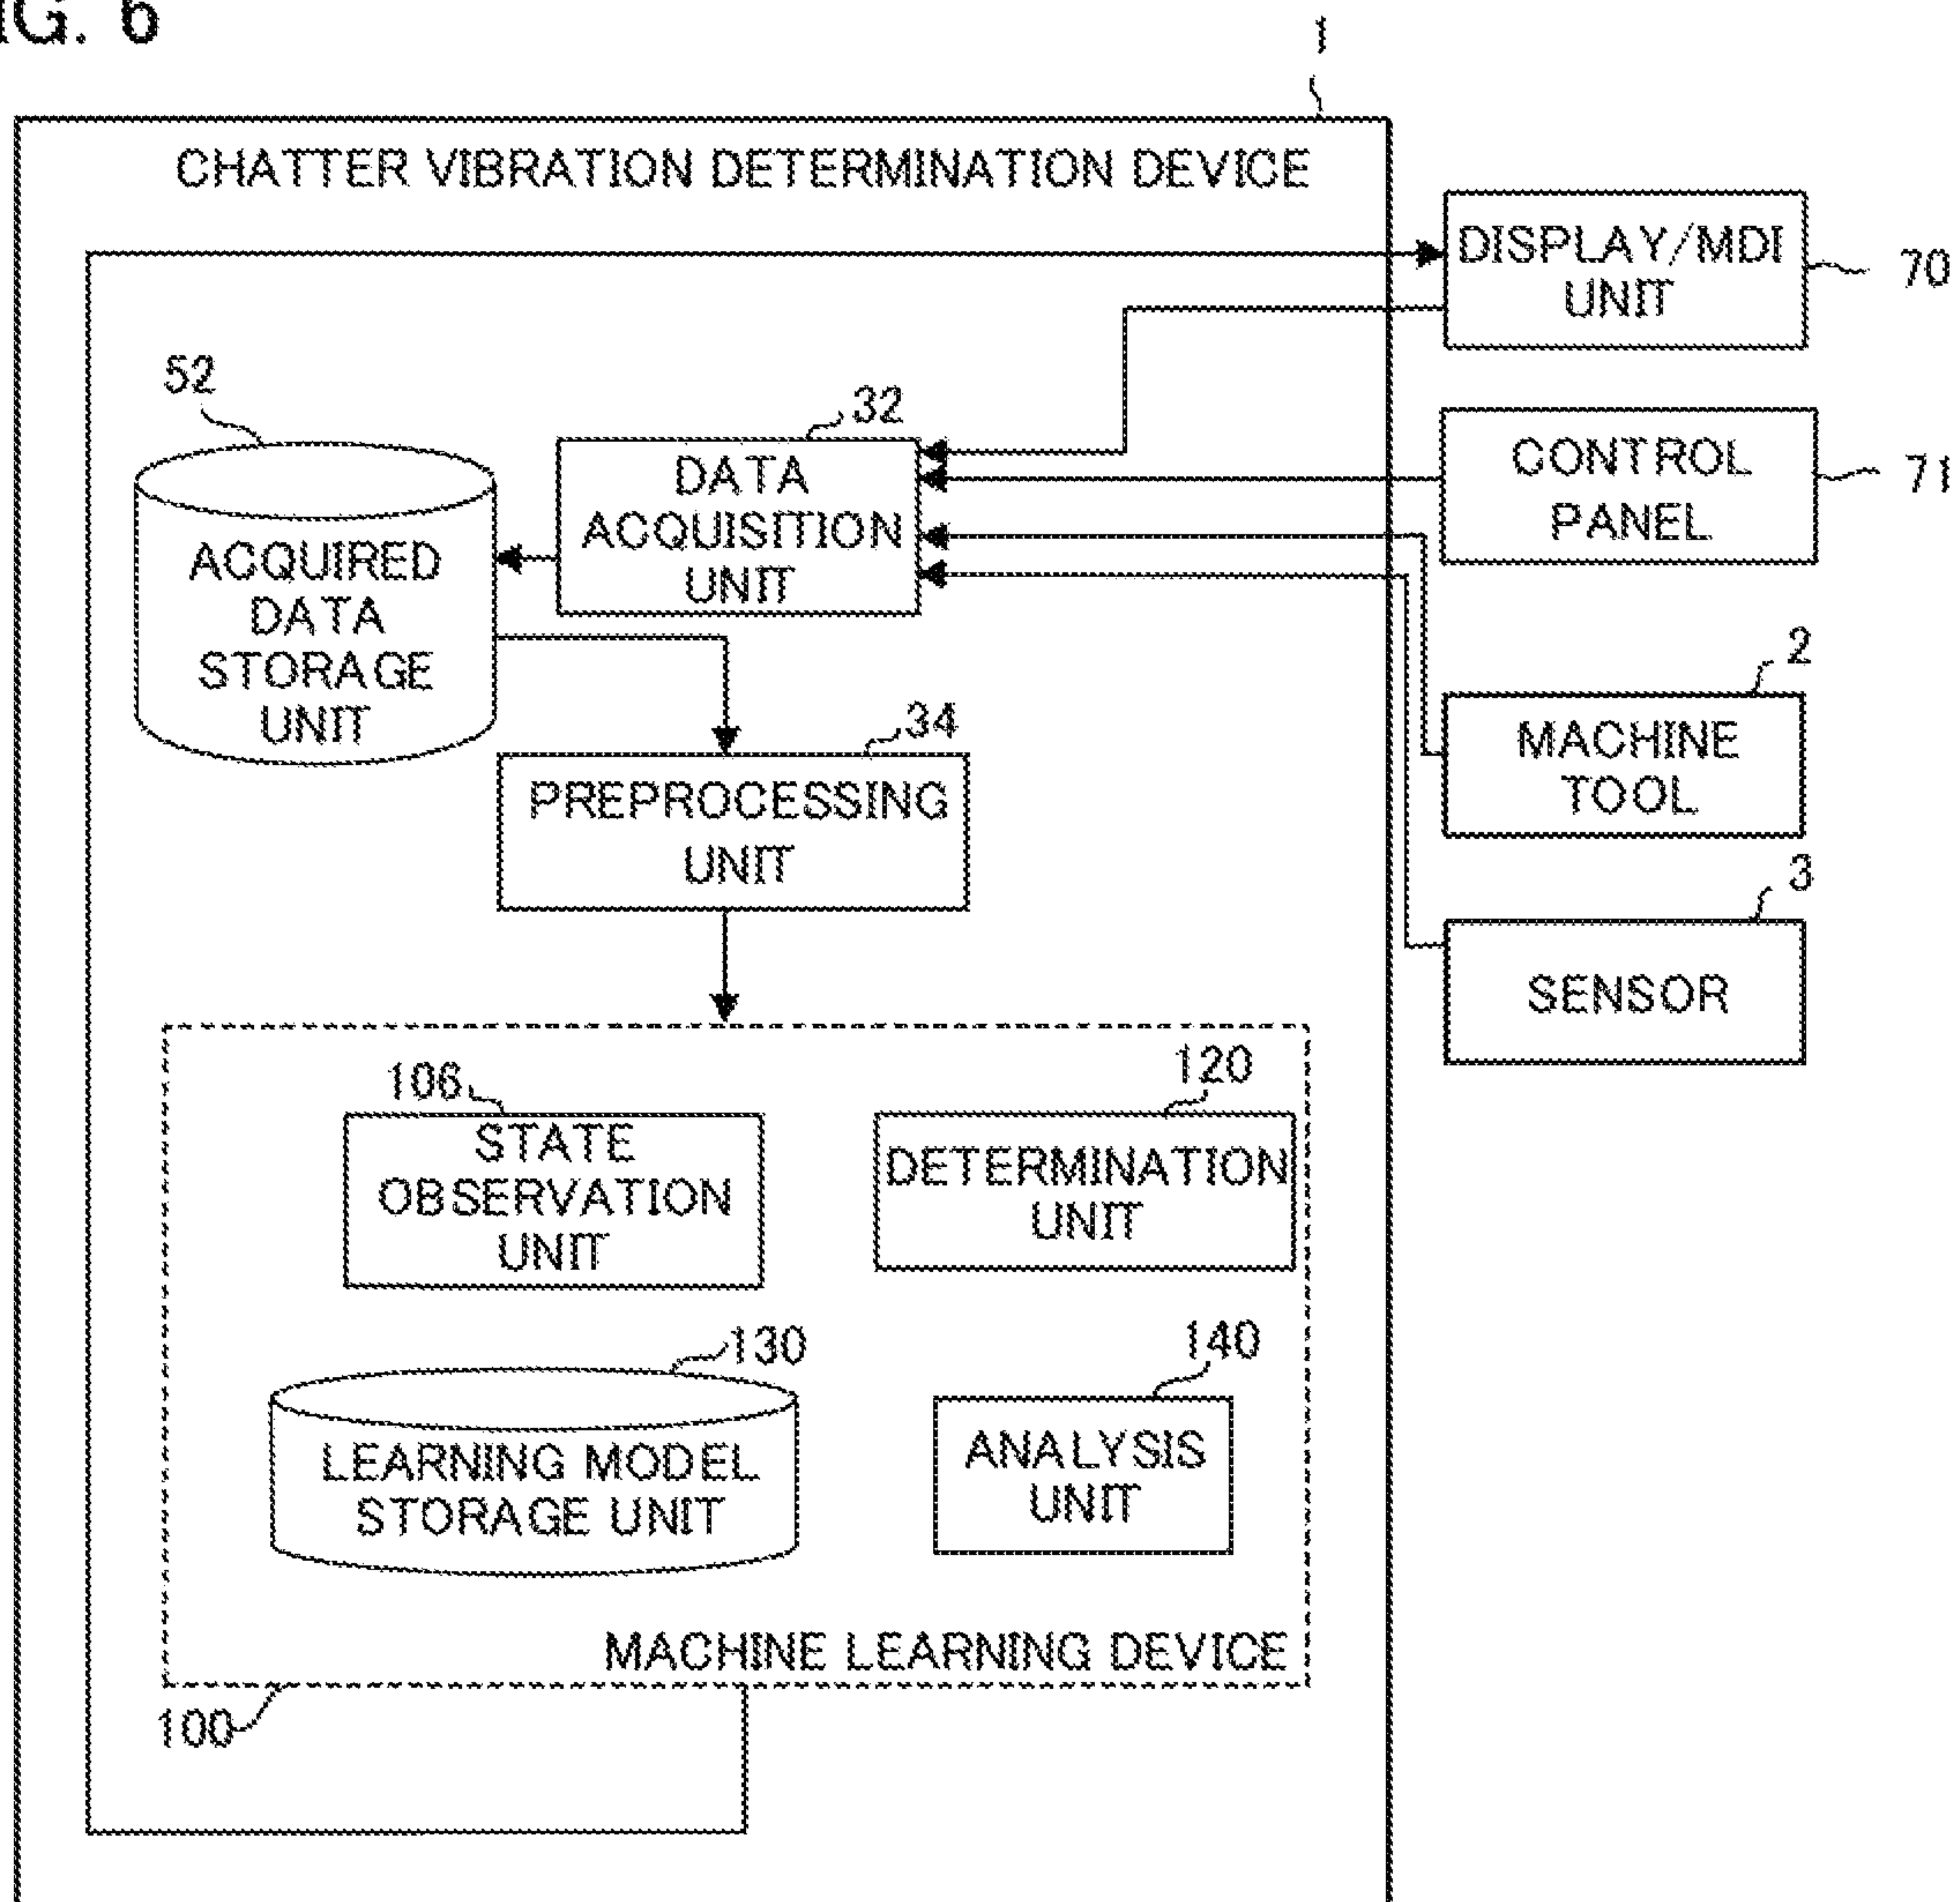 IG. 6
1
CHATTER VIBRATION DETERMINATION DEVICE
DISPLAY/MDI
UNIT
70
52
32
DATA
ACQUISITION
UNIT
CONTROL
PANEL
71
ACQUIRED
DATA
STORAGE
UNIT
2
MACHINE
TOOL
34
PREPROCESSING
UNIT
3
SENSOR
106
STATE
OBSERVATION
UNIT
120
DETERMINATION
UNIT
130
LEARNING MODEL
STORAGE UNIT
140
ANALYSIS
UNIT
MACHINE LEARNING DEVICE
100